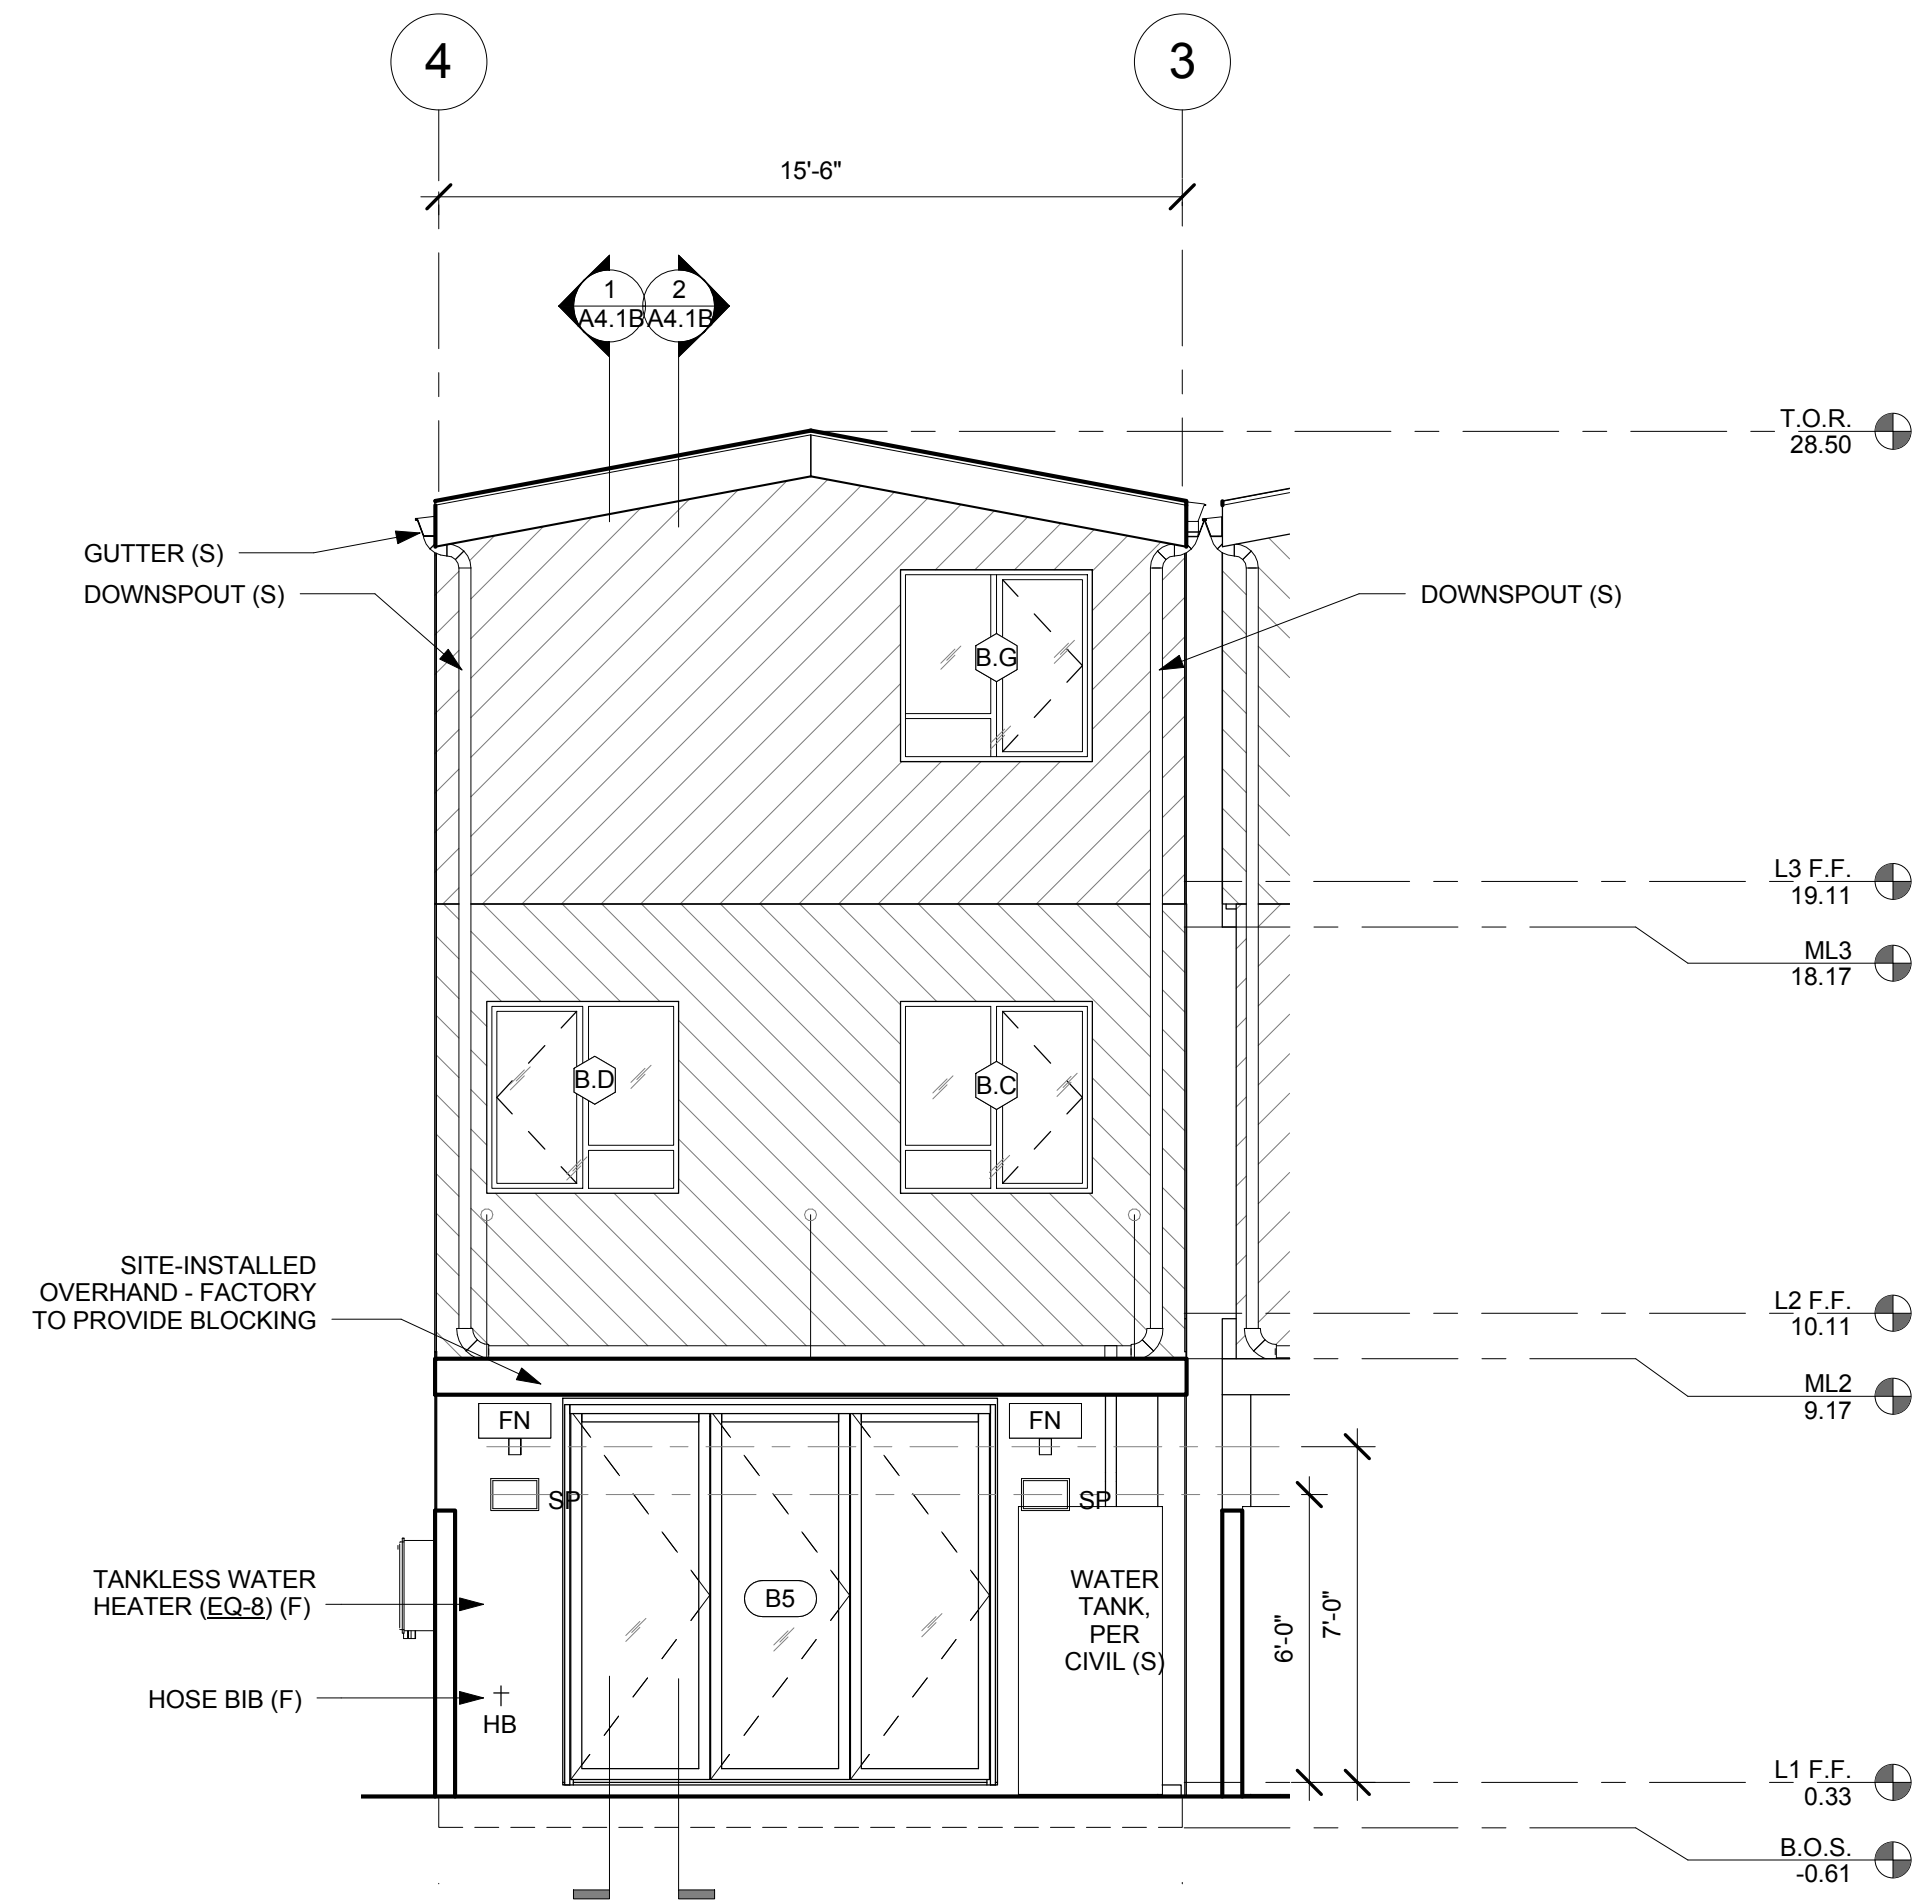 4
3
15'-6"
1
A4.1B
2
A4.1B
T.O.R.
28.50
GUTTER (S)
DOWNSPOUT (S)
DOWNSPOUT (S)
B.G
L3 F.F.
19.11
ML3
18.17
B.D
B.C
SITE-INSTALLED
OVERHAND - FACTORY
TO PROVIDE BLOCKING
L2 F.F.
10.11
ML2
9.17
FN
FN
SP
SP
TANKLESS WATER
HEATER (EQ-8) (F)
B5
WATER
TANK,
PER
CIVIL (S)
6'-0"
7'-0"
HOSE BIB (F)
HB
L1 F.F.
0.33
B.O.S.
-0.61